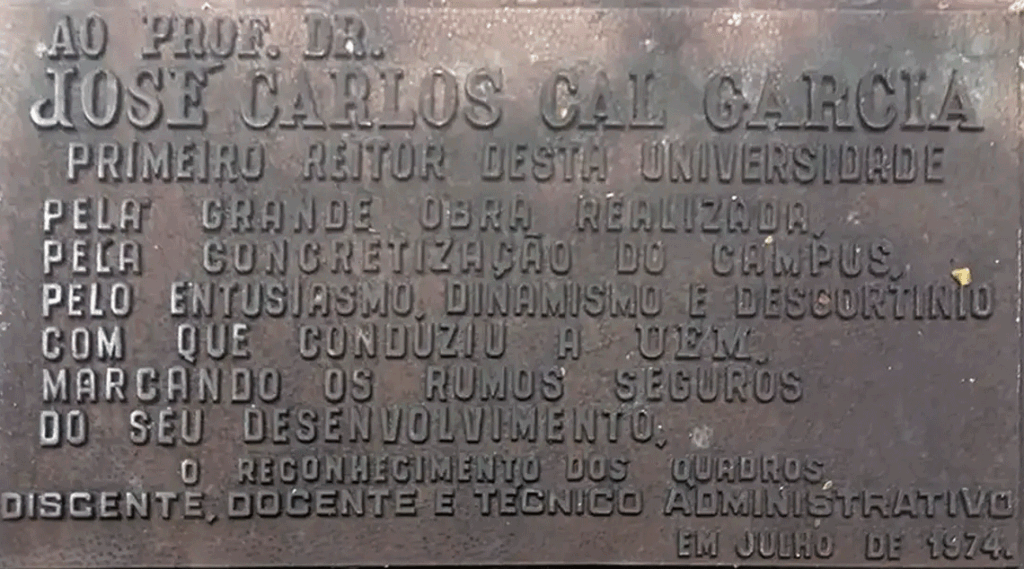 AO PROF. DR.
JOSÉ CARLOS CAL GARCIA
PRIMEIRO REITOR DESTA UNIVERSIDADE
PELA GRANDE OBRA REALIZADA,
PELA CONCRETIZAÇÃO DO CAMPUS,
PELO ENTUSIASMO, DINAMISMO E DESCORTINIO
COM QUE CONDUZIU A UEM,
MARCANDO OS RUMOS SEGUROS
DO SEU DESENVOLVIMENTO,
O RECONHECIMENTO DOS QUADROS
DISCENTE, DOCENTE E TECNICO ADMINISTRATIVO
EM JULHO DE 1974.